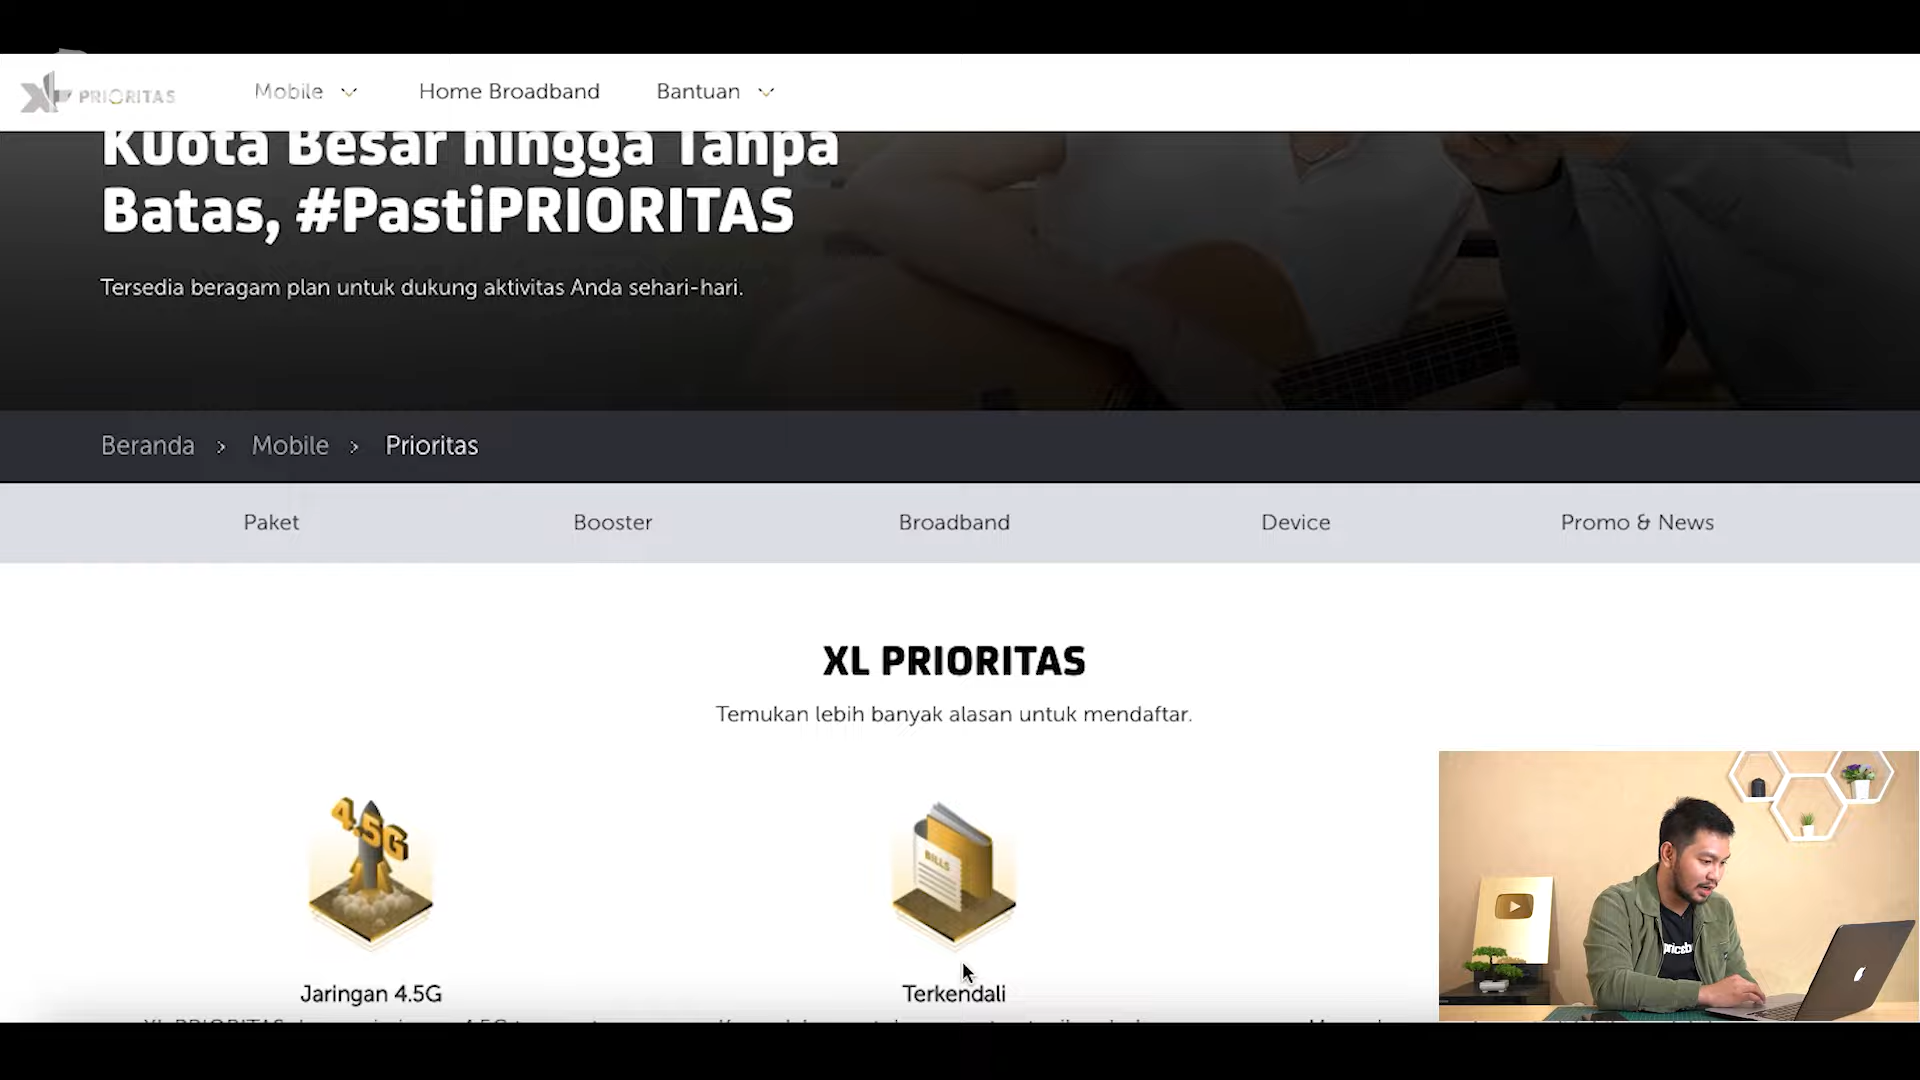 XL PRIORITAS
Mobile
Home Broadband
Bantuan
Kuota Besar hingga Tanpa
Batas, #PastiPRIORITAS
Tersedia beragam plan untuk dukung aktivitas Anda sehari-hari.
Beranda > Mobile > Prioritas
Paket
Booster
Broadband
Device
Promo & News
XL PRIORITAS
Temukan lebih banyak alasan untuk mendaftar.
4.5G
BILLS
Jaringan 4.5G
Terkendali